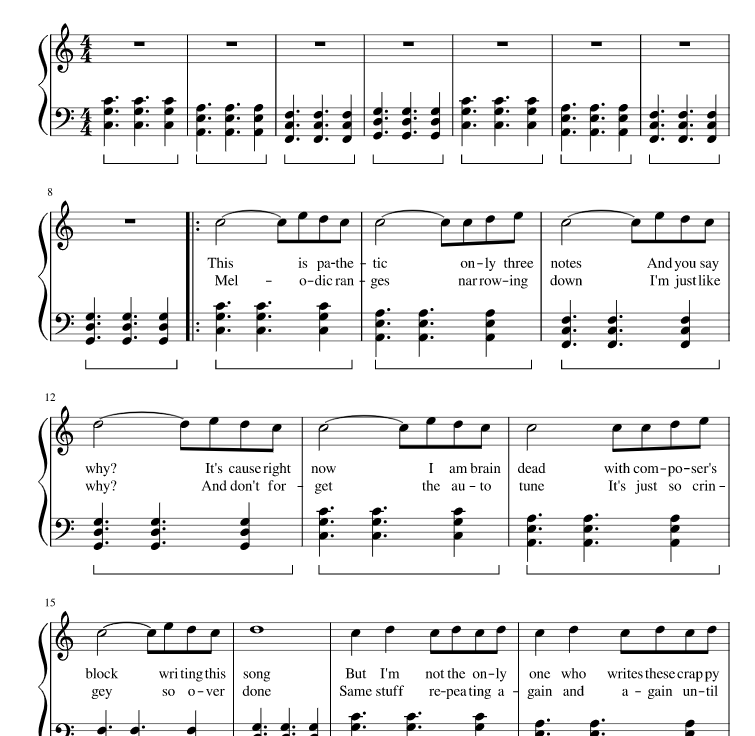 8
This is pa-the-tic on-ly three notes And you say
Mel - o-dic ran-ges nar row-ing down I'm just like
12
why? It's cause right now I am brain dead with com-po-ser's
why? And don't for-get the au-to tune It's just so crin-
15
block wri ting this song But I'm not the on-ly one who writes these crap py
gey so o-ver done Same stuff re-pea ting a-gain and a-gain un-til